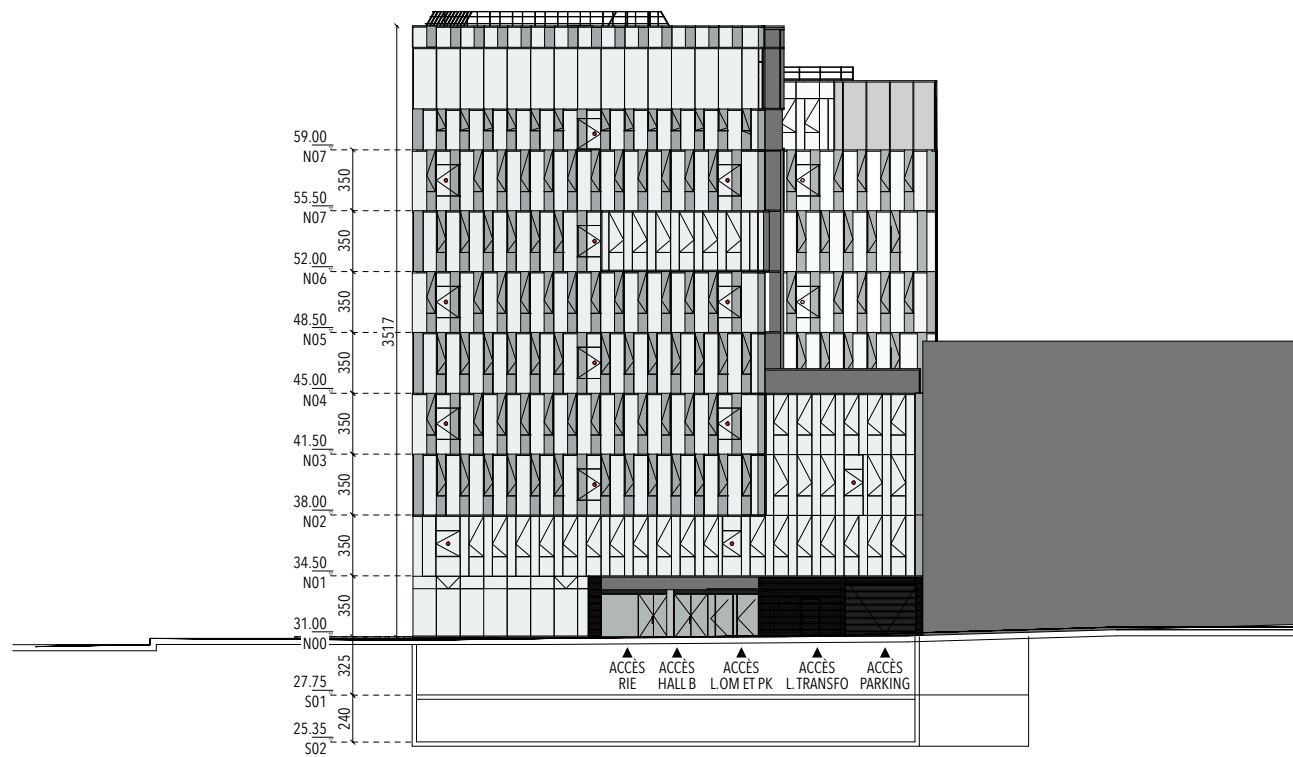 59.00
N07
350
55.50
N07
350
52.00
N06
350
48.50
N05
3517
350
45.00
N04
350
41.50
N03
350
38.00
N02
350
34.50
N01
350
31.00
N00
325
27.75
S01
240
25.35
S02
ACCÈS
RIE
ACCÈS
HALL B
ACCÈS
L.OM ET PK
ACCÈS
L. TRANSFO
ACCÈS
PARKING